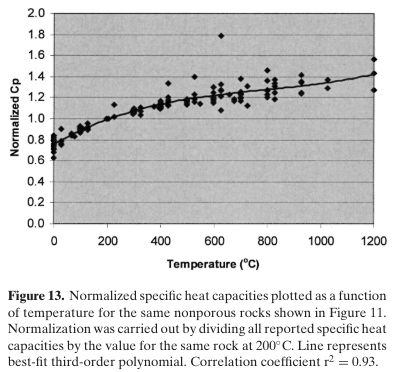 2.0
1.8
1.6
1.4
1.2
1.0
0.8
0.6
0.4
0.2
0.0
Normalized Cp
0 200 400 600 800 1000 1200
Temperature (°C)
Figure 13. Normalized specific heat capacities plotted as a function
of temperature for the same nonporous rocks shown in Figure 11.
Normalization was carried out by dividing all reported specific heat
capacities by the value for the same rock at 200°C. Line represents
best-fit third-order polynomial. Correlation coefficient r² = 0.93.